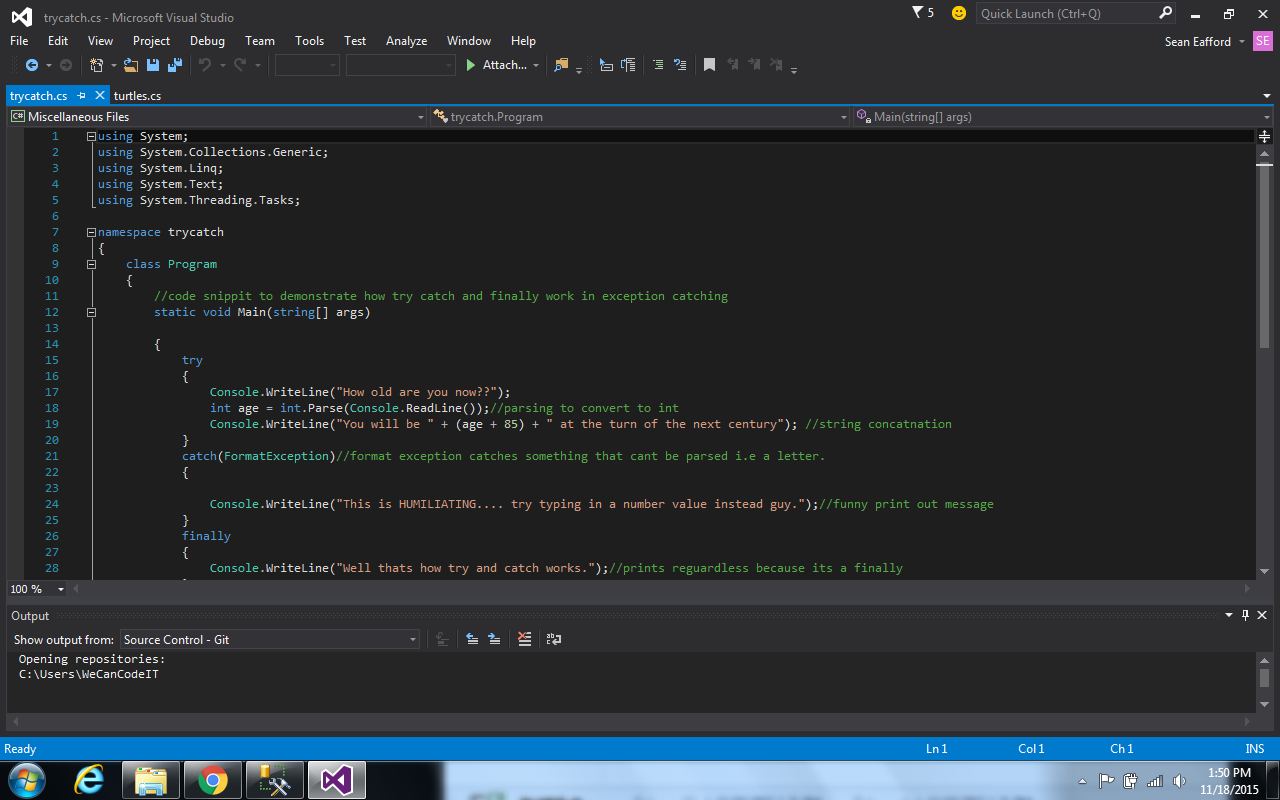 trycatch.cs - Microsoft Visual Studio
5
Quick Launch (Ctrl+Q)
File Edit View Project Debug Team Tools Test Analyze Window Help
Sean Eafford
SE
Attach...
trycatch.cs
turtles.cs
C# Miscellaneous Files
trycatch.Program
Main(string[] args)
1 using System;
2 using System.Collections.Generic;
3 using System.Linq;
4 using System.Text;
5 using System.Threading.Tasks;
6
7 namespace trycatch
8 {
9 class Program
10 {
11 //code snippit to demonstrate how try catch and finally work in exception catching
12 static void Main(string[] args)
13
14 {
15 try
16 {
17 Console.WriteLine("How old are you now??");
18 int age = int.Parse(Console.ReadLine());//parsing to convert to int
19 Console.WriteLine("You will be " + (age + 85) + " at the turn of the next century"); //string concatnation
20 }
21 catch(FormatException)//format exception catches something that cant be parsed i.e a letter.
22 {
23
24 Console.WriteLine("This is HUMILIATING.... try typing in a number value instead guy.");//funny print out message
25 }
26 finally
27 {
28 Console.WriteLine("Well thats how try and catch works.");//prints reguardless because its a finally
100 %
Output
Show output from: Source Control - Git
Opening repositories:
C:\Users\WeCanCodeIT
Ready
Ln 1
Col 1
Ch 1
INS
1:50 PM
11/18/2015